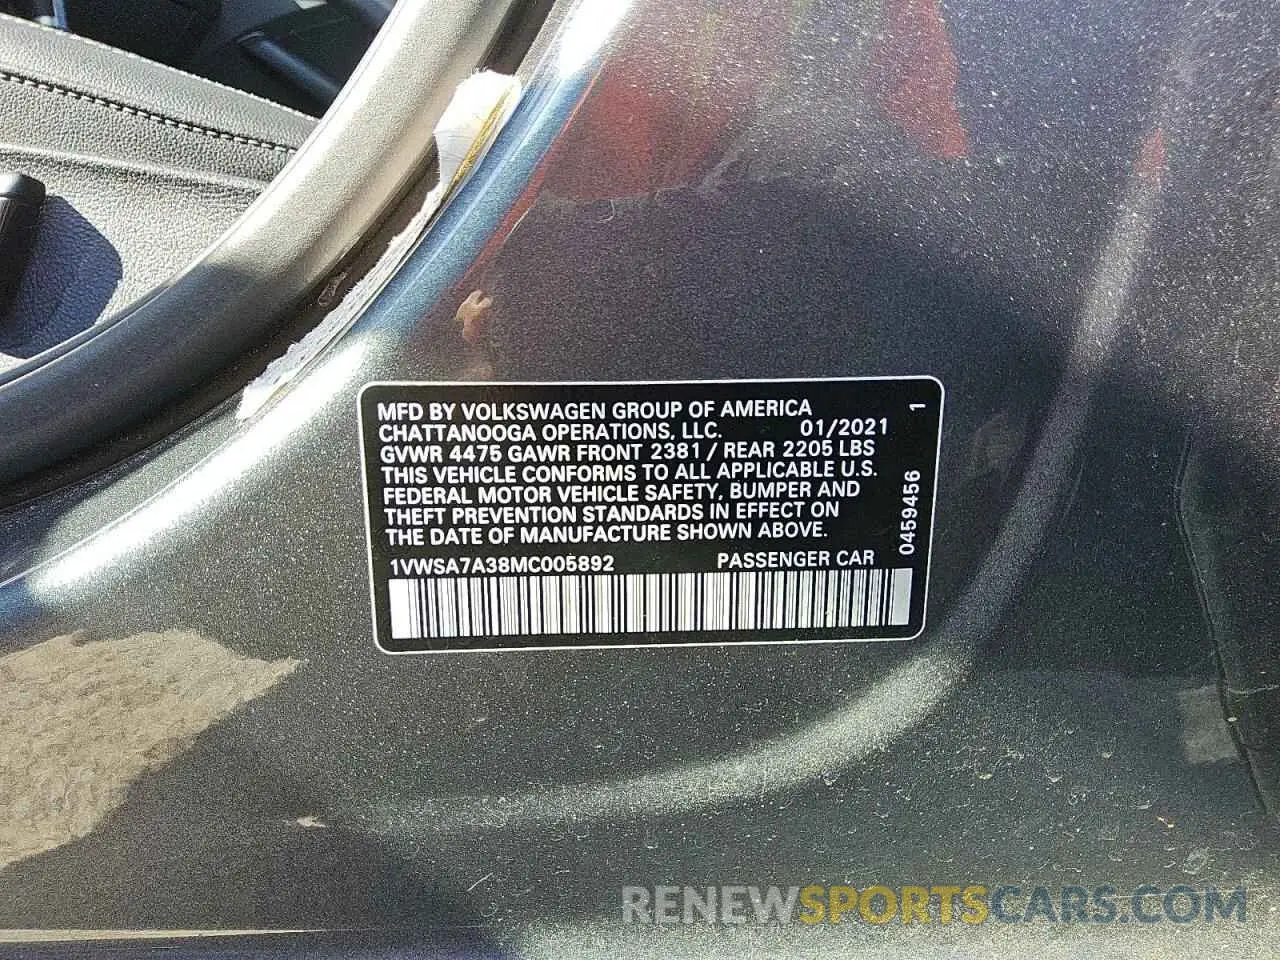 MFD BY VOLKSWAGEN GROUP OF AMERICA
CHATTANOOGA OPERATIONS, LLC. 01/2021
GVWR 4475 GAWR FRONT 2381 / REAR 2205 LBS
THIS VEHICLE CONFORMS TO ALL APPLICABLE U.S.
FEDERAL MOTOR VEHICLE SAFETY, BUMPER AND
THEFT PREVENTION STANDARDS IN EFFECT ON
THE DATE OF MANUFACTURE SHOWN ABOVE.
1VWSA7A38MC005892 PASSENGER CAR
0459456 1
RENEWSPORTSCARS.COM